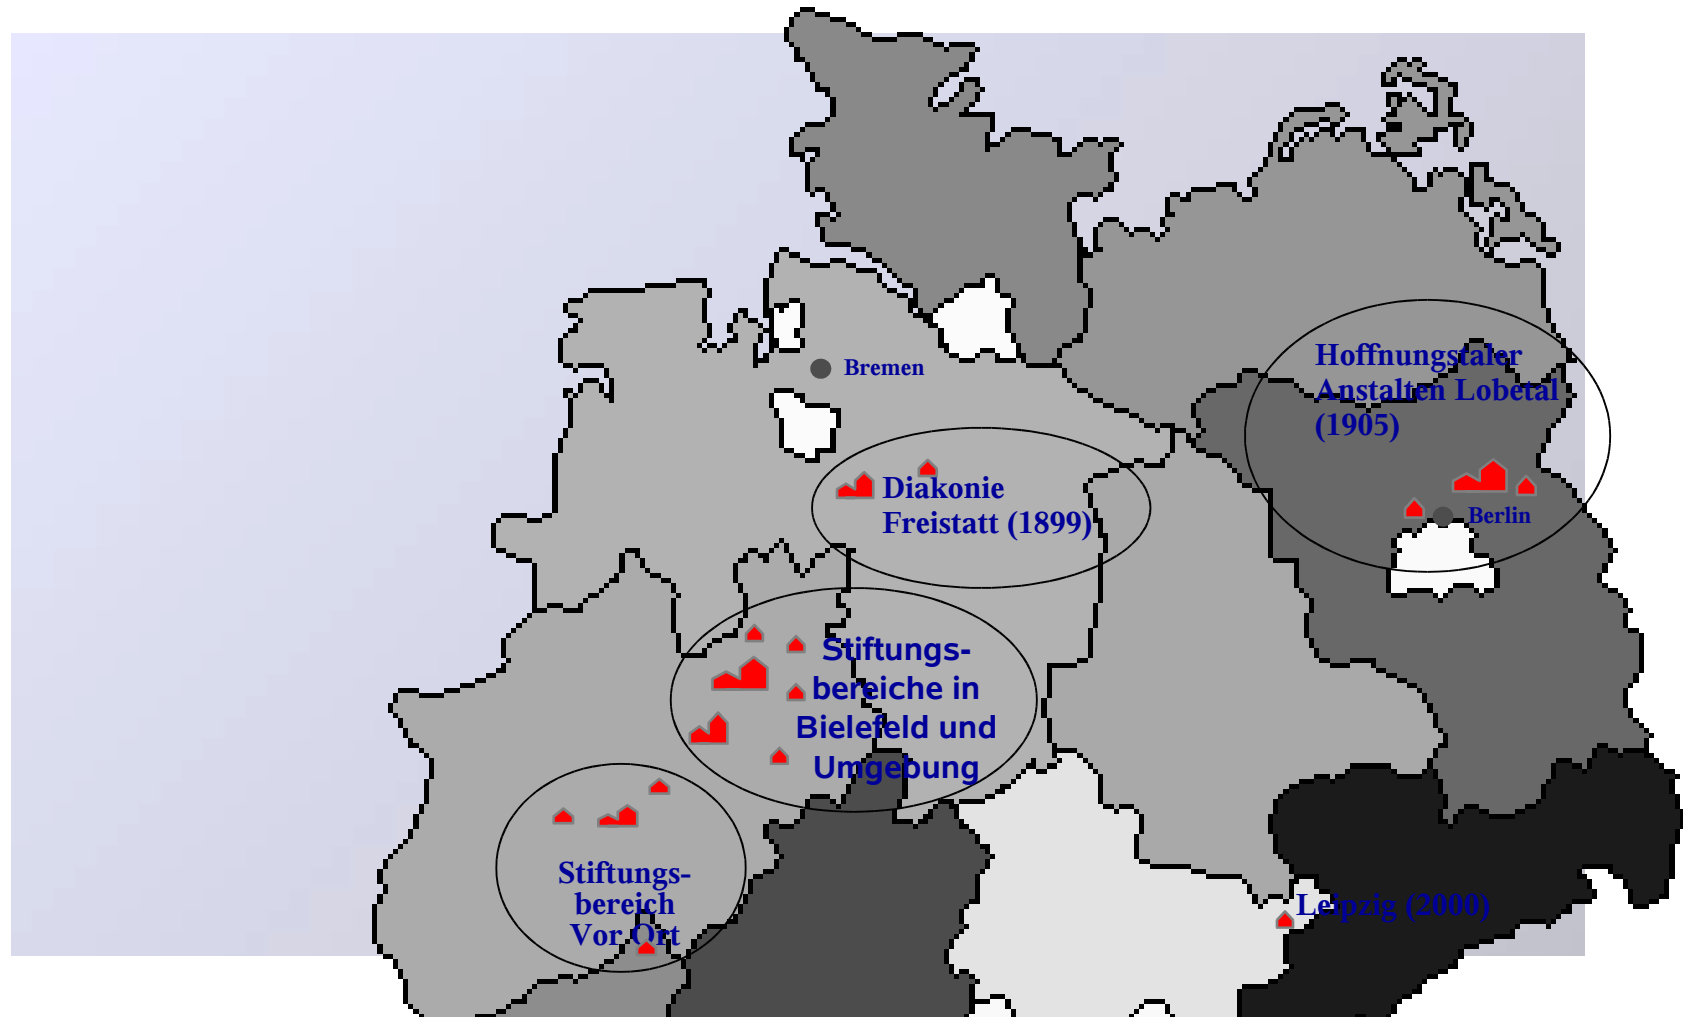 Bremen
Hoffnungstaler
Anstalten Lobetal
(1905)
Diakonie
Freistatt (1899)
Berlin
Stiftungs-
bereiche in
Bielefeld und
Umgebung
Stiftungs-
bereich
Vor Ort
Leipzig (2000)